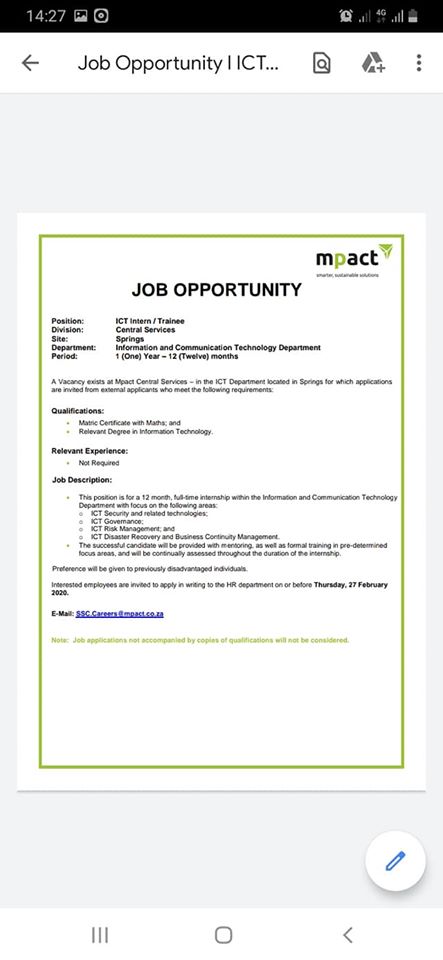 14:27
4G
Job Opportunity I ICT...
mpact
smarter, sustainable solutions
JOB OPPORTUNITY
Position: ICT Intern / Trainee
Division: Central Services
Site: Springs
Department: Information and Communication Technology Department
Period: 1 (One) Year – 12 (Twelve) months
A Vacancy exists at Mpact Central Services – in the ICT Department located in Springs for which applications
are invited from external applicants who meet the following requirements:
Qualifications:
• Matric Certificate with Maths; and
• Relevant Degree in Information Technology.
Relevant Experience:
• Not Required
Job Description:
• This position is for a 12 month, full-time internship within the Information and Communication Technology
Department with focus on the following areas:
o ICT Security and related technologies;
o ICT Governance;
o ICT Risk Management; and
o ICT Disaster Recovery and Business Continuity Management.
• The successful candidate will be provided with mentoring, as well as formal training in pre-determined
focus areas, and will be continually assessed throughout the duration of the internship.
Preference will be given to previously disadvantaged individuals.
Interested employees are invited to apply in writing to the HR department on or before Thursday, 27 February
2020.
E-Mail: SSC.Careers@mpact.co.za
Note: Job applications not accompanied by copies of qualifications will not be considered.